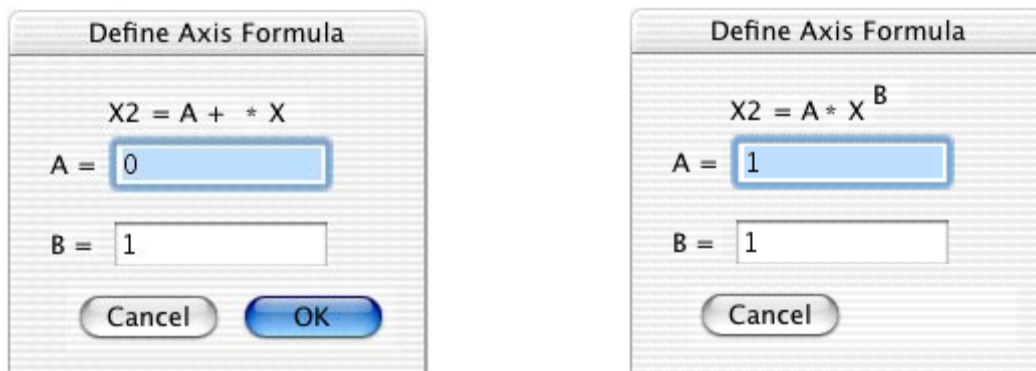 Define Axis Formula
X2 = A + * X
A = 0
B = 1
Cancel OK
Define Axis Formula
X2 = A * X B
A = 1
B = 1
Cancel